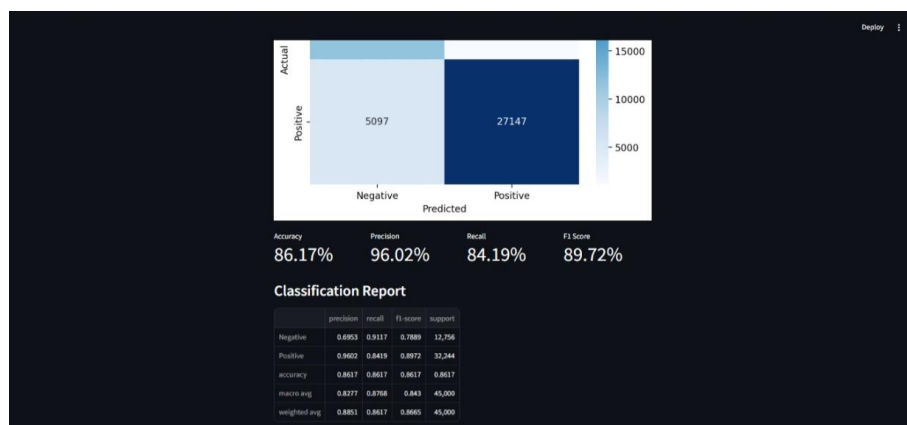 Deploy
Actual
Positive
5097 27147
15000
10000
5000
Negative Positive
Predicted
Accuracy Precision Recall F1 Score
86.17% 96.02% 84.19% 89.72%
Classification Report
precision recall f1-score support
Negative 0.6953 0.9117 0.7889 12,756
Positive 0.9602 0.8419 0.8972 32,244
accuracy 0.8617 0.8617 0.8617 0.8617
macro avg 0.8277 0.8768 0.843 45,000
weighted avg 0.8851 0.8617 0.8665 45,000